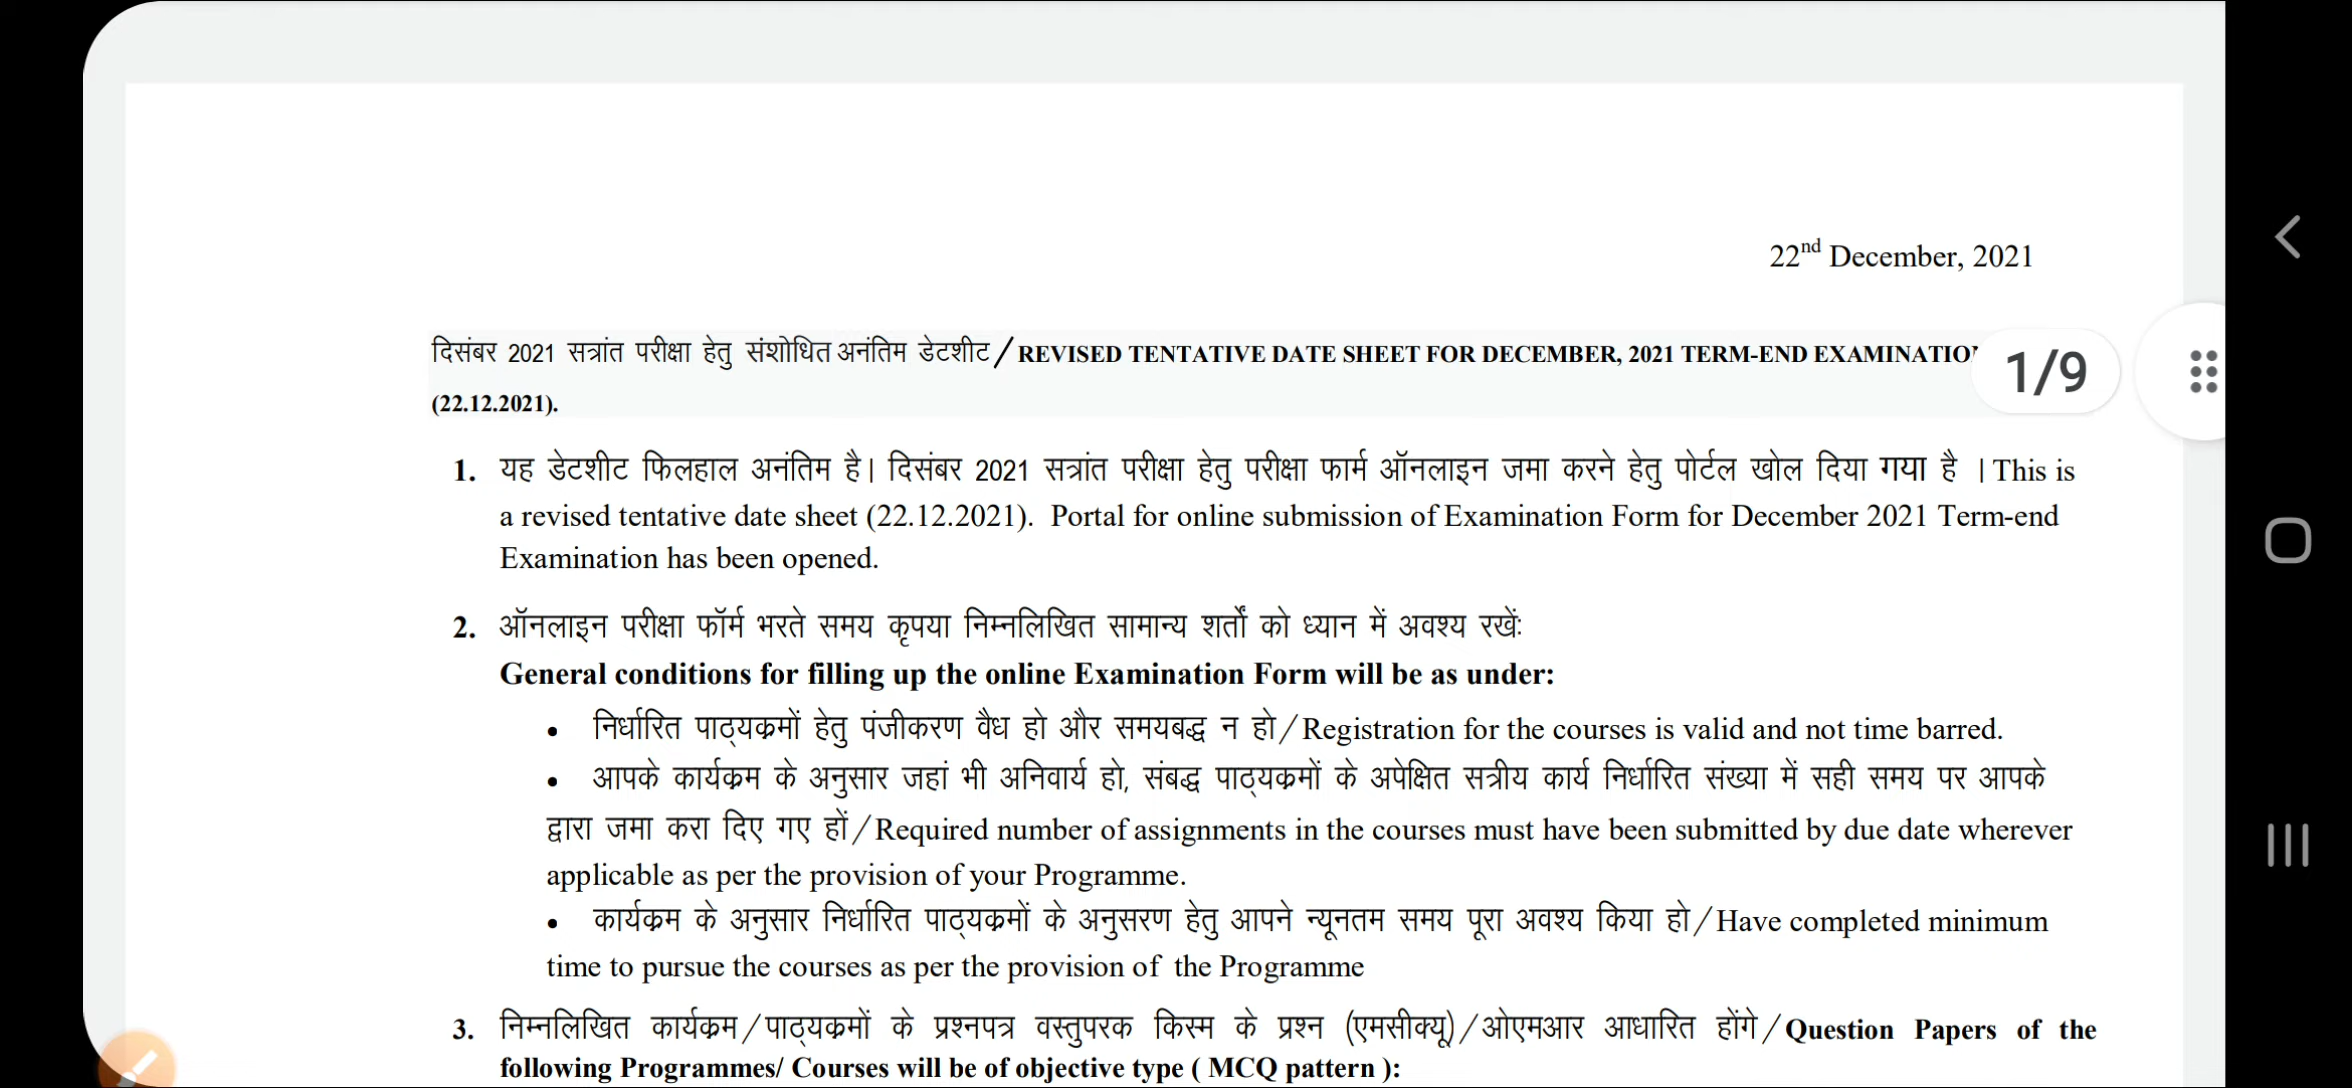 22nd December, 2021
दिसंबर 2021 सत्रांत परीक्षा हेतु संशोधित अनंतिम डेटशीट/ REVISED TENTATIVE DATE SHEET FOR DECEMBER, 2021 TERM-END
1/9
(22.12.2021).
1. यह डेटशीट फिलहाल अनंतिम है। दिसंबर 2021 सत्रांत परीक्षा हेतु परीक्षा फार्म ऑनलाइन जमा करने हेतु पोर्टल खोल दिया गया है | This is
a revised tentative date sheet (22.12.2021). Portal for online submission of Examination Form for December 2021 Term-end
Examination has been opened.
2. ऑनलाइन परीक्षा फॉर्म भरते समय कृपया निम्नलिखित सामान्य शर्तों को ध्यान में अवश्य रखेंः
General conditions for filling up the online Examination Form will be as under:
• निर्धारित पाठ्यक्रमों हेतु पंजीकरण वैध हो और समयबद्ध न हो/Registration for the courses is valid and not time barred.
• आपके कार्यक्रम के अनुसार जहां भी अनिवार्य हो, संबद्ध पाठ्यक्रमों के अपेक्षित सत्रीय कार्य निर्धारित संख्या में सही समय पर आपके
द्वारा जमा करा दिए गए हों/Required number of assignments in the courses must have been submitted by due date wherever
applicable as per the provision of your Programme.
• कार्यक्रम के अनुसार निर्धारित पाठ्यक्रमों के अनुसरण हेतु आपने न्यूनतम समय पूरा अवश्य किया हो/Have completed minimum
time to pursue the courses as per the provision of the Programme
3. निम्नलिखित कार्यक्रम/पाठ्यक्रमों के प्रश्नपत्र वस्तुपरक किस्म के प्रश्न (एमसीक्यू)/ओएमआर आधारित होंगे/Question Papers of the
following Programmes/ Courses will be of objective type ( MCQ pattern ):